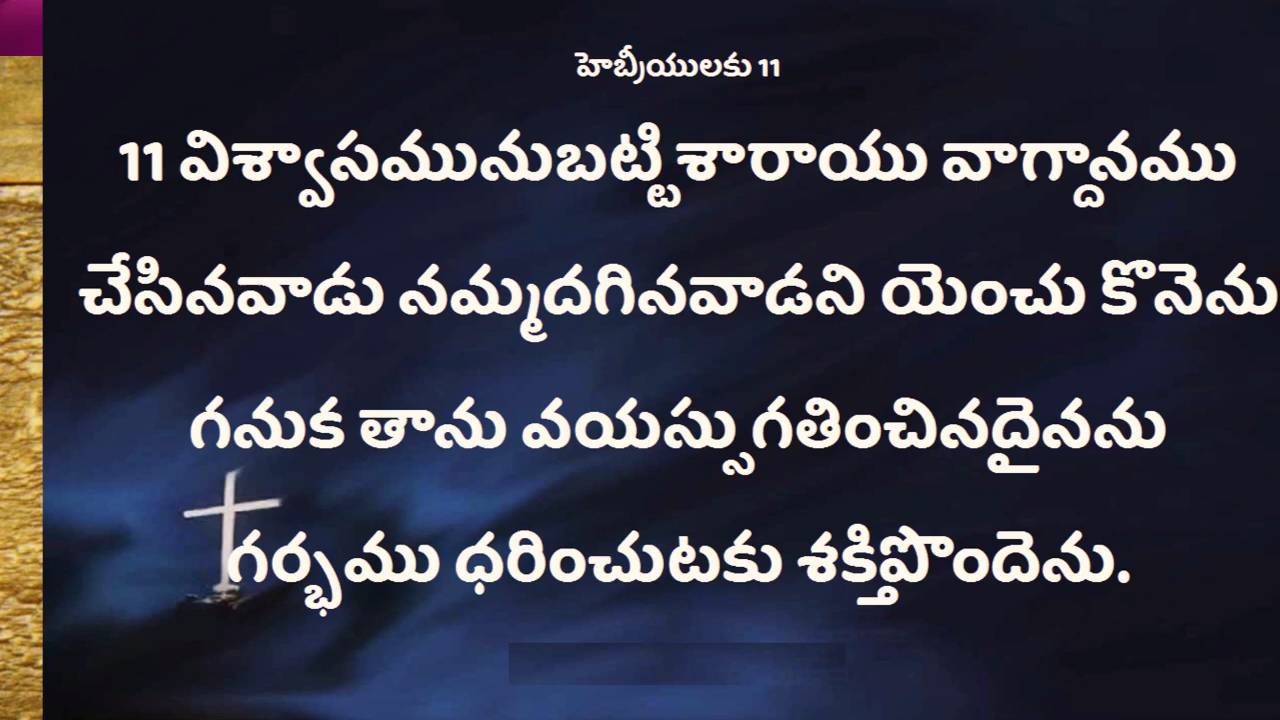 హెబ్రీయులకు 11
11 విశ్వాసమునుబట్టి శారాయు వాగ్దానము
చేసినవాడు నమ్మదగినవాడని యెంచు కొనెను
గనుక తాను వయస్సుగతించినదైనను
గర్భము ధరించుటకు శక్తిపొందెను.